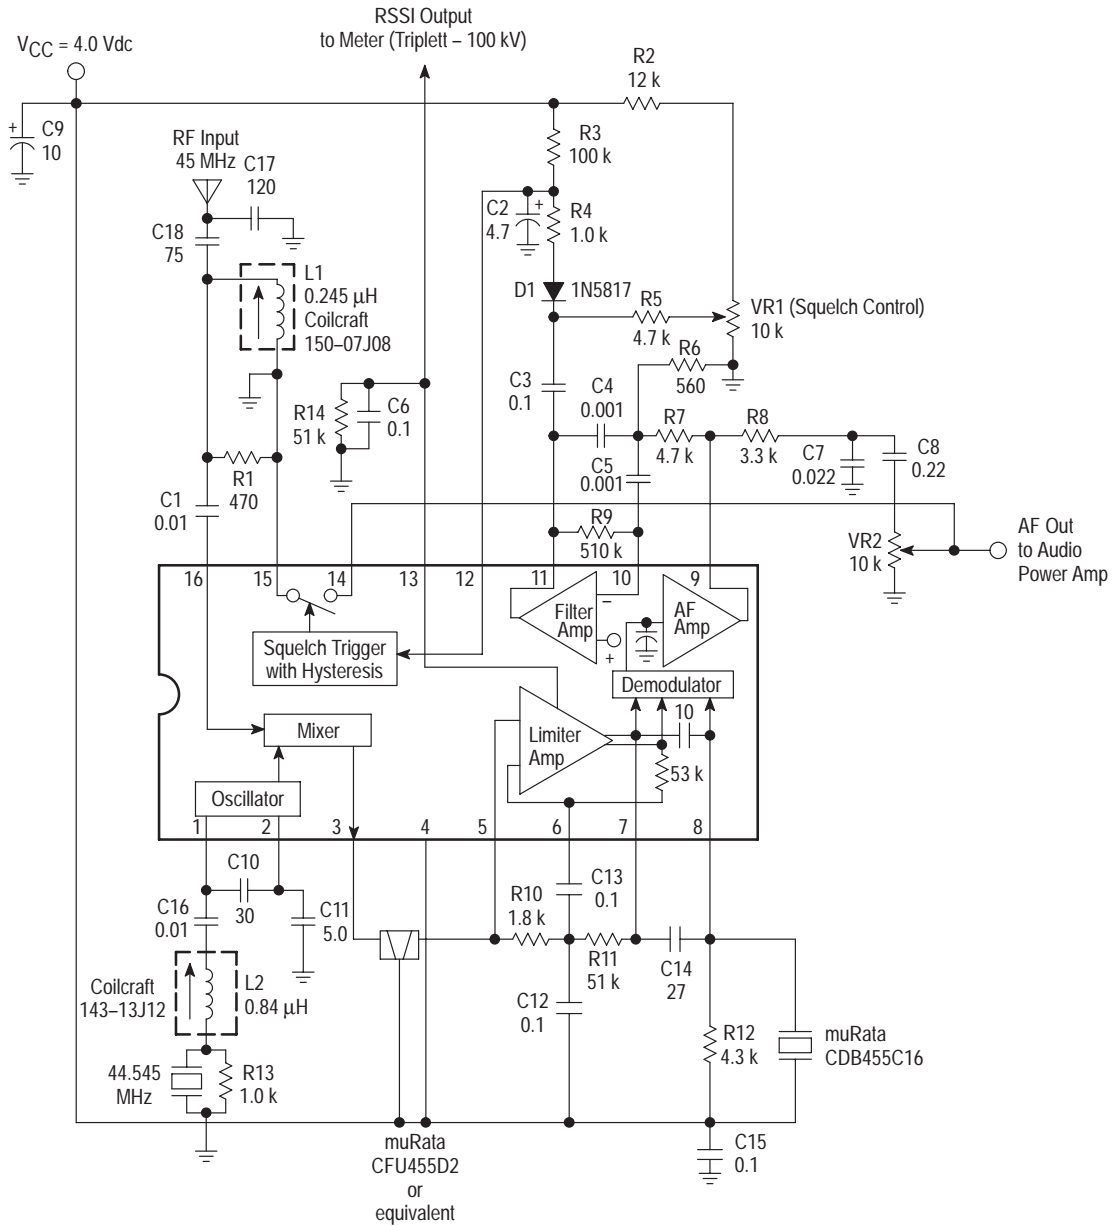 RSSI Output
to Meter (Triplett – 100 kV)
VCC = 4.0 Vdc
R2
12 k
+
C9
10
RF Input
45 MHz
C17
120
R3
100 k
C2
4.7
+
R4
1.0 k
C18
75
L1
0.245 µH
Coilcraft
150–07J08
D1
1N5817
R5
4.7 k
VR1 (Squelch Control)
10 k
R6
560
C3
0.1
C4
0.001
R14
51 k
C6
0.1
R7
4.7 k
R8
3.3 k
C7
0.022
C8
0.22
C5
0.001
R1
470
C1
0.01
R9
510 k
VR2
10 k
AF Out
to Audio
Power Amp
16
15
14
13
12
11
10
9
Filter
Amp
–
+
AF
Amp
Squelch Trigger
with Hysteresis
Demodulator
10
Mixer
Limiter
Amp
53 k
Oscillator
1
2
3
4
5
6
7
8
C10
30
C16
0.01
C11
5.0
C13
0.1
R10
1.8 k
R11
51 k
C14
27
C12
0.1
Coilcraft
143–13J12
L2
0.84 µH
R12
4.3 k
muRata
CDB455C16
44.545
MHz
R13
1.0 k
muRata
CFU455D2
or
equivalent
C15
0.1